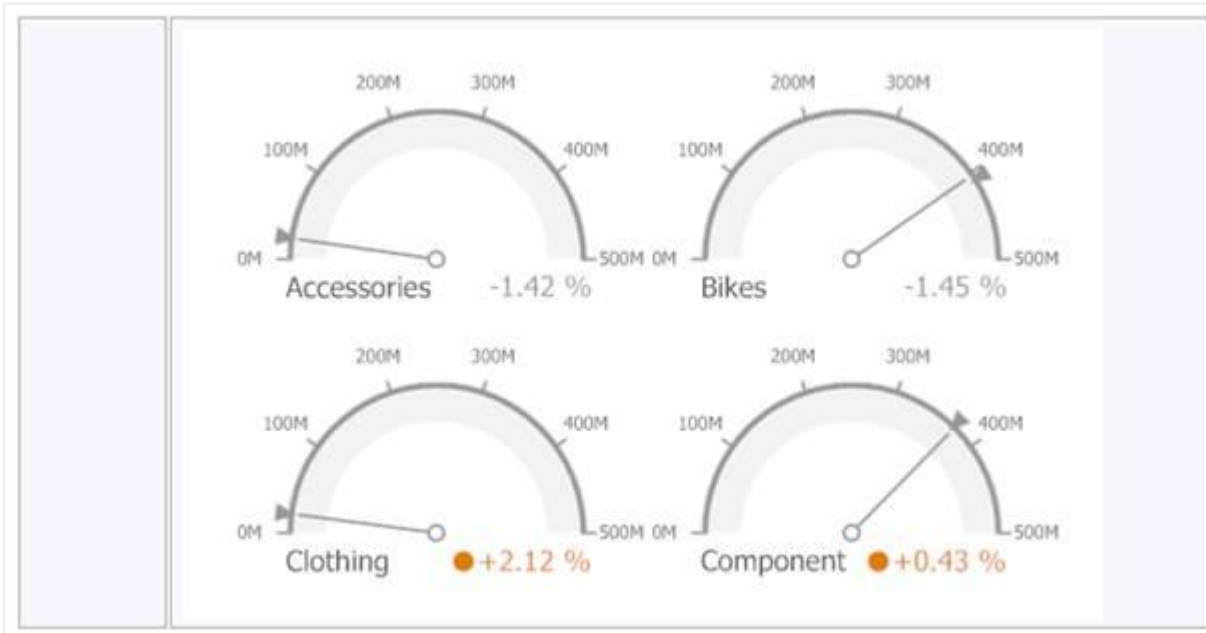 200M 300M
100M 400M
0M 500M
Accessories -1.42 %
200M 300M
100M 400M
0M 500M
Bikes -1.45 %
200M 300M
100M 400M
0M 500M
Clothing +2.12 %
200M 300M
100M 400M
0M 500M
Component +0.43 %